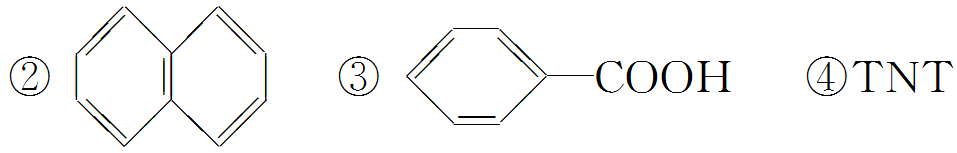 ② ③ COOH ④TNT